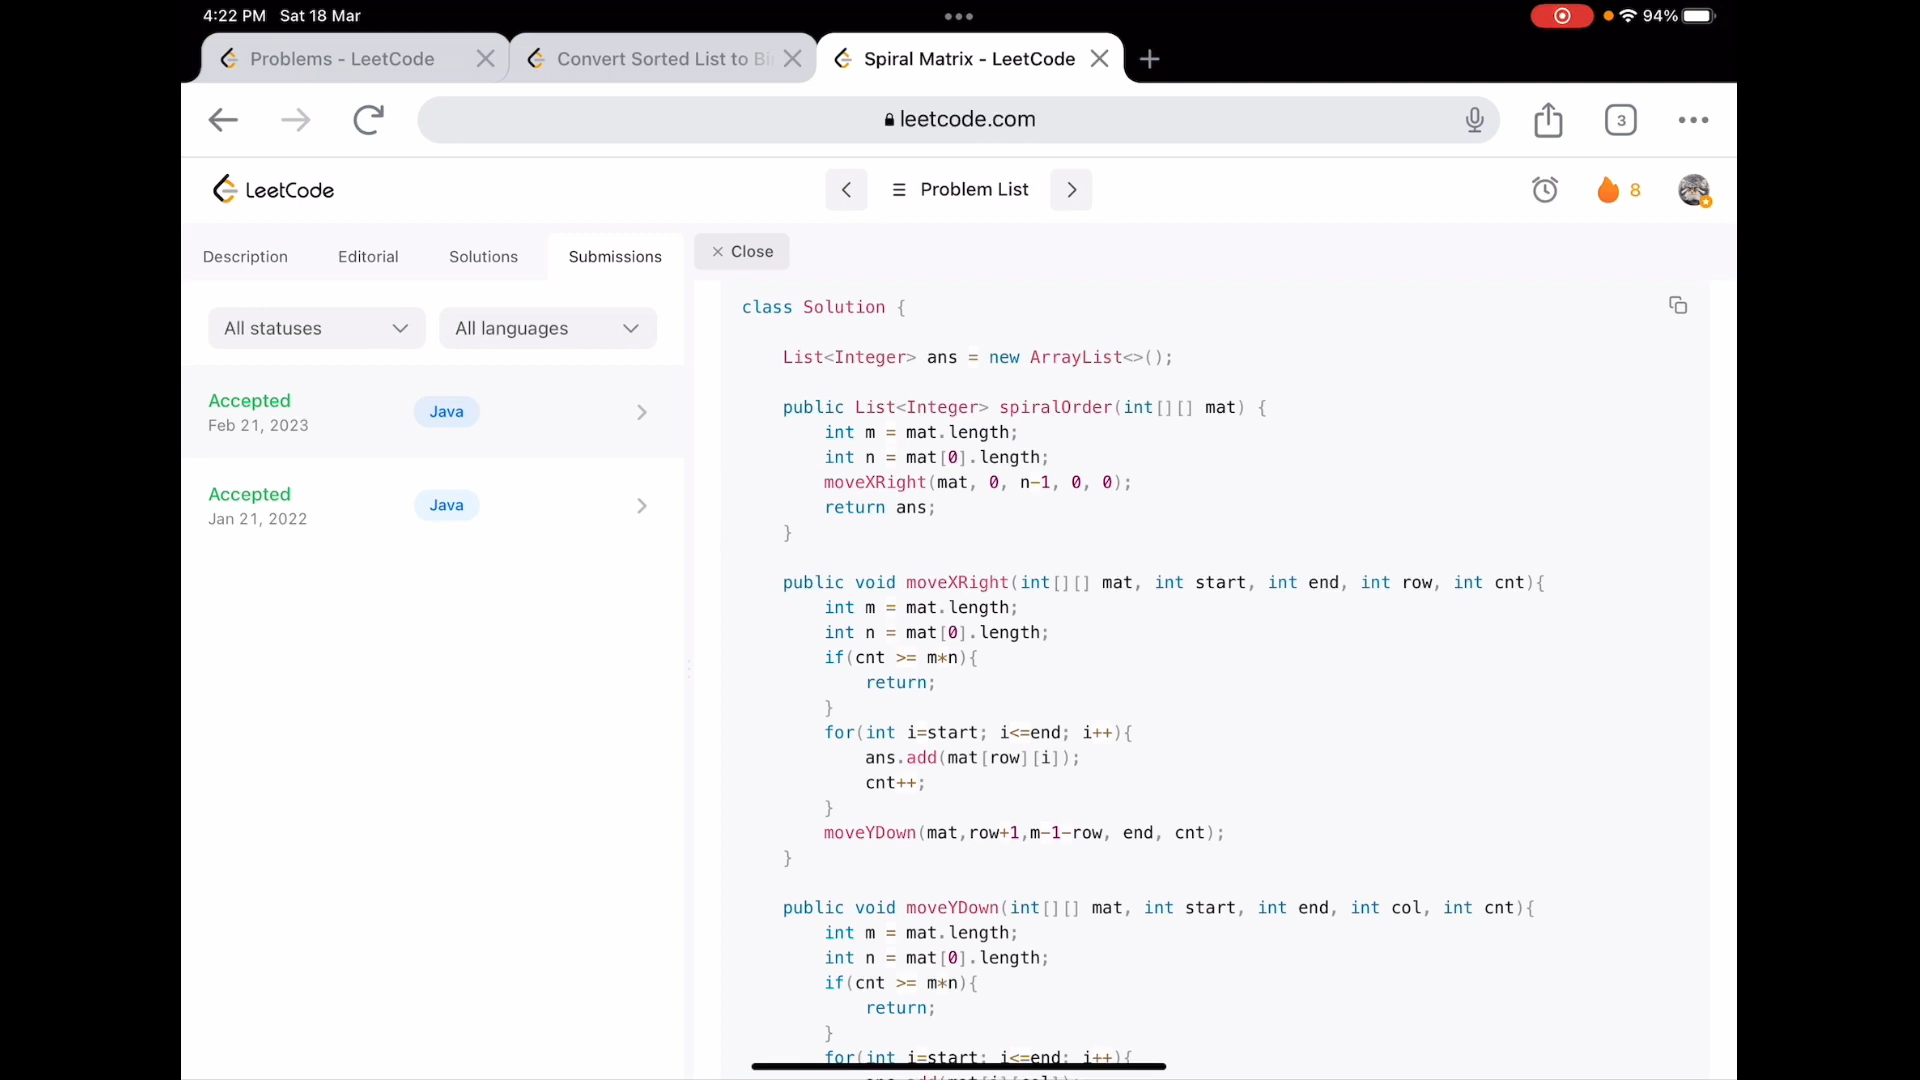 4:22 PM Sat 18 Mar
94%
Problems - LeetCode
Convert Sorted List to Bi
Spiral Matrix - LeetCode
leetcode.com
3
LeetCode
Problem List
8
Description
Editorial
Solutions
Submissions
Close
All statuses
All languages
Accepted
Java
Feb 21, 2023
Accepted
Java
Jan 21, 2022
class Solution {
List<Integer> ans = new ArrayList<>();
public List<Integer> spiralOrder(int[][] mat) {
int m = mat.length;
int n = mat[0].length;
moveXRight(mat, 0, n-1, 0, 0);
return ans;
}
public void moveXRight(int[][] mat, int start, int end, int row, int cnt){
int m = mat.length;
int n = mat[0].length;
if(cnt >= m*n){
return;
}
for(int i=start; i<=end; i++){
ans.add(mat[row][i]);
cnt++;
}
moveYDown(mat,row+1,m-1-row, end, cnt);
}
public void moveYDown(int[][] mat, int start, int end, int col, int cnt){
int m = mat.length;
int n = mat[0].length;
if(cnt >= m*n){
return;
}
for(int i=start; i<=end; i++){